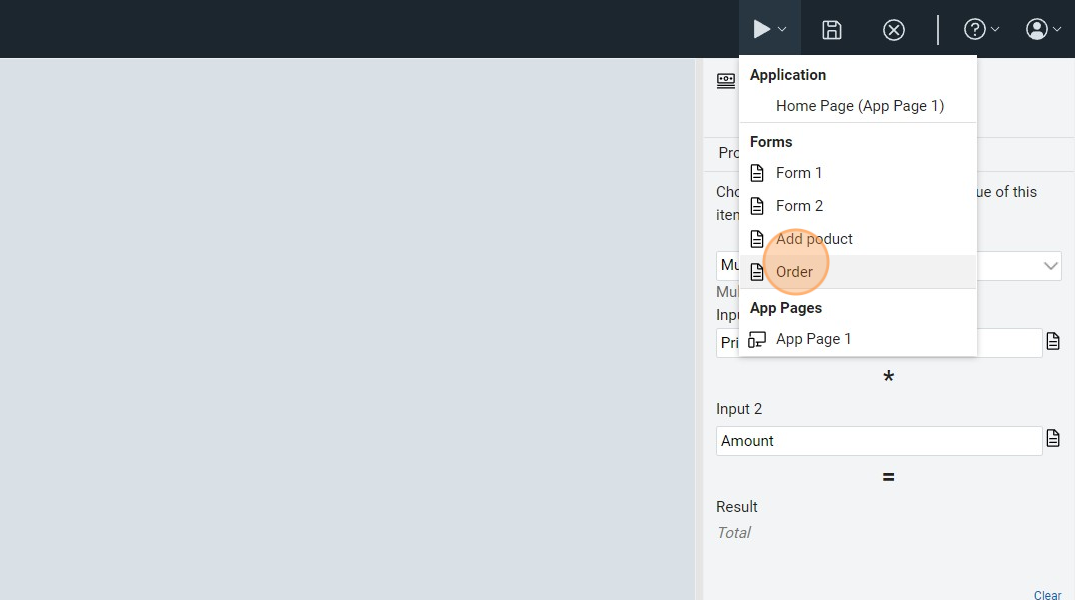 Application
Home Page (App Page 1)
Forms
Pro
Form 1
Cho
ue of this
Form 2
item
Add poduct
Mu
Order
Mul
App Pages
Inpu
App Page 1
Pri
*
Input 2
Amount
=
Result
Total
Clear